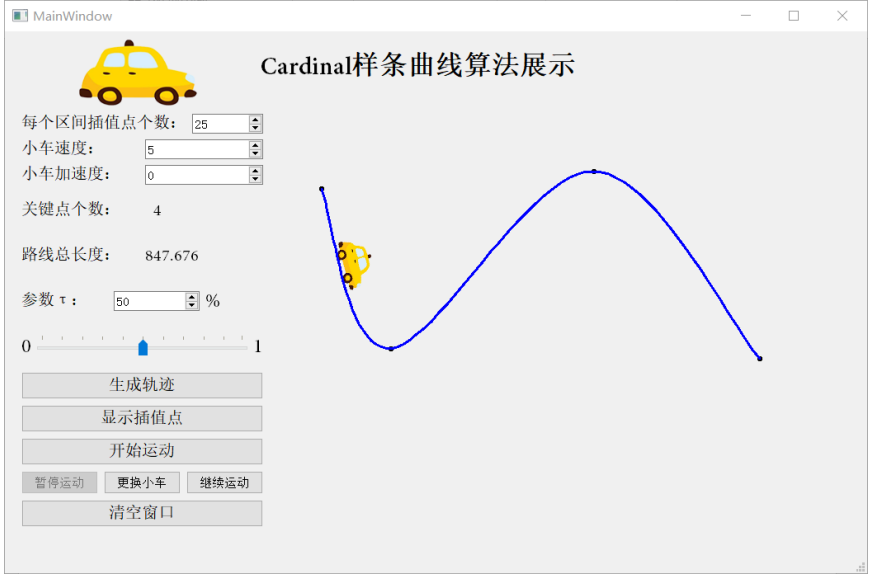 MainWindow
Cardinal样条曲线算法展示
每个区间插值点个数： 25
小车速度： 5
小车加速度： 0
关键点个数： 4
路线总长度： 847.676
参数τ： 50 %
0 1
生成轨迹
显示插值点
开始运动
暂停运动 更换小车 继续运动
清空窗口